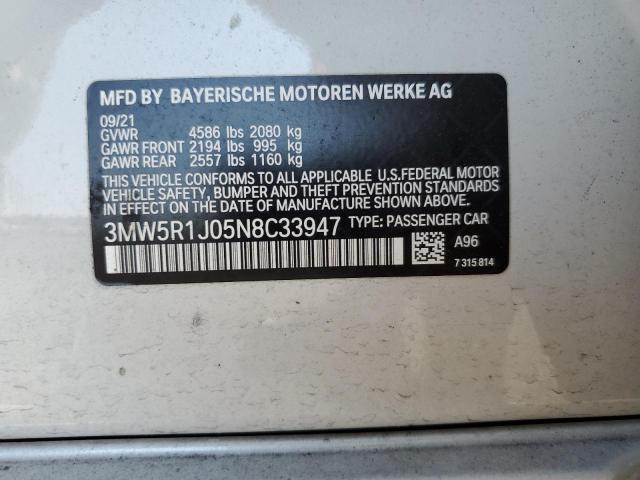 MFD BY BAYERISCHE MOTOREN WERKE AG
09/21
GVWR 4586 lbs 2080 kg
GAWR FRONT 2194 lbs 995 kg
GAWR REAR 2557 lbs 1160 kg
THIS VEHICLE CONFORMS TO ALL APPLICABLE U.S.FEDERAL MOTOR
VEHICLE SAFETY, BUMPER AND THEFT PREVENTION STANDARDS
IN EFFECT ON THE DATE OF MANUFACTURE SHOWN ABOVE.
3MW5R1J05N8C33947 TYPE: PASSENGER CAR
A96
7 315 814